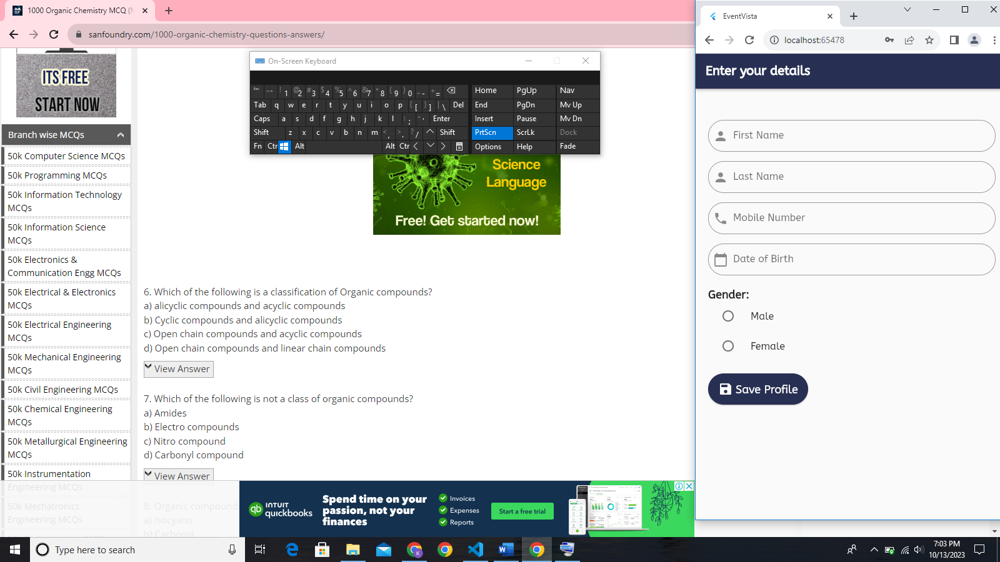 1000 Organic Chemistry MCQ (M
sanfoundry.com/1000-organic-chemistry-questions-answers/
ITS FREE
START NOW
Branch wise MCQs
50k Computer Science MCQs
50k Programming MCQs
50k Information Technology
MCQs
50k Information Science
MCQs
50k Electronics &
Communication Engg MCQs
50k Electrical & Electronics
MCQs
50k Electrical Engineering
MCQs
50k Mechanical Engineering
MCQs
50k Civil Engineering MCQs
50k Chemical Engineering
MCQs
50k Metallurgical Engineering
MCQs
50k Instrumentation
Engineering MCQs
50k Mechatronics
Engineering MCQs
On-Screen Keyboard
Esc ~ ` ! 1 @ 2 # 3 $ 4 % 5 ^ 6 & 7 * 8 ( 9 ) 0 _ - + = Home PgUp Nav
Tab q w e r t y u i o p { [ } ] | \ Del End PgDn Mv Up
Caps a s d f g h j k l : ; " ' Enter Insert Pause Mv Dn
Shift z x c v b n m < , > . ? / Shift PrtScn ScrLk Dock
Fn Ctr Alt Alt Ctr Options Help Fade
Science
Language
Free! Get started now!
6. Which of the following is a classification of Organic compounds?
a) alicyclic compounds and acyclic compounds
b) Cyclic compounds and alicyclic compounds
c) Open chain compounds and acyclic compounds
d) Open chain compounds and linear chain compounds
View Answer
7. Which of the following is not a class of organic compounds?
a) Amides
b) Electro compounds
c) Nitro compound
d) Carbonyl compound
View Answer
8. Organic compound
a) Isocyano
b) Carbonyl
INTUIT
quickbooks
Spend time on your
passion, not your
finances
Invoices
Expenses
Reports
Start a free trial
EventVista
localhost:65478
Enter your details
First Name
Last Name
Mobile Number
Date of Birth
Gender:
Male
Female
Save Profile
Type here to search
7:03 PM
10/13/2023